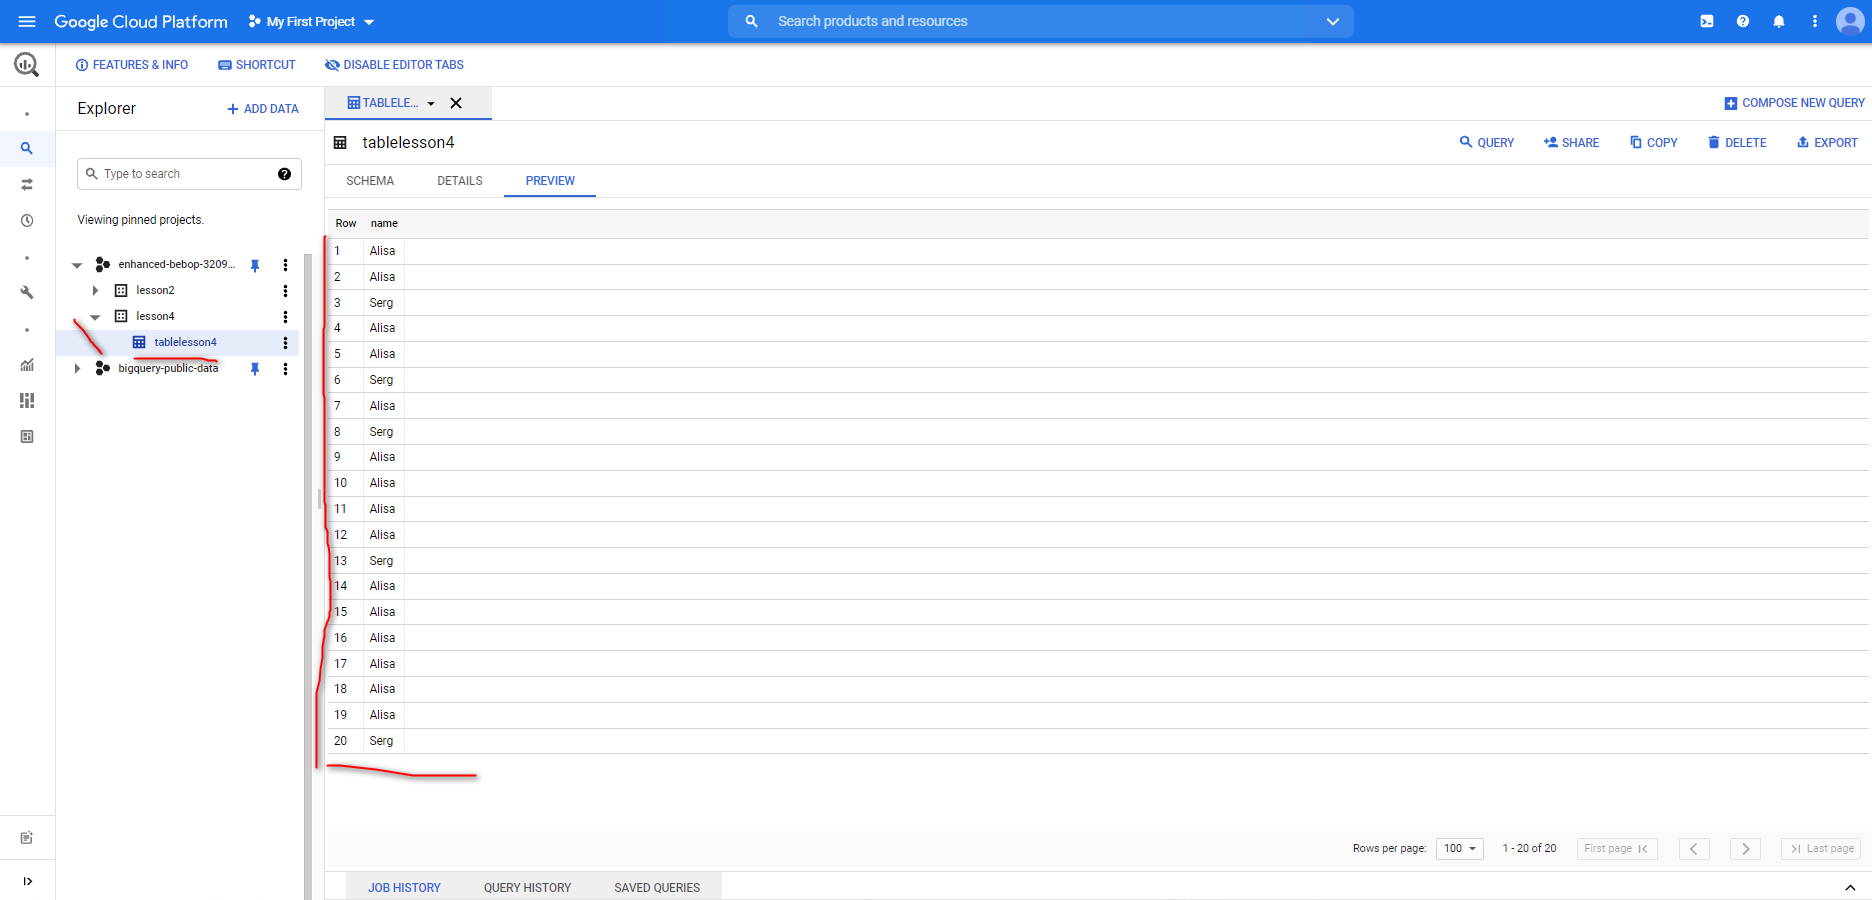 Google Cloud Platform My First Project Search products and resources
FEATURES & INFO SHORTCUT DISABLE EDITOR TABS
Explorer + ADD DATA
TABLELE... COMPOSE NEW QUERY
tablelesson4 QUERY SHARE COPY DELETE EXPORT
Type to search
SCHEMA DETAILS PREVIEW
Viewing pinned projects.
enhanced-bebop-3209...
lesson2
lesson4
tablelesson4
bigquery-public-data
Row name
1 Alisa
2 Alisa
3 Serg
4 Alisa
5 Alisa
6 Serg
7 Alisa
8 Serg
9 Alisa
10 Alisa
11 Alisa
12 Alisa
13 Serg
14 Alisa
15 Alisa
16 Alisa
17 Alisa
18 Alisa
19 Alisa
20 Serg
Rows per page: 100 1 - 20 of 20 First page Last page
JOB HISTORY QUERY HISTORY SAVED QUERIES